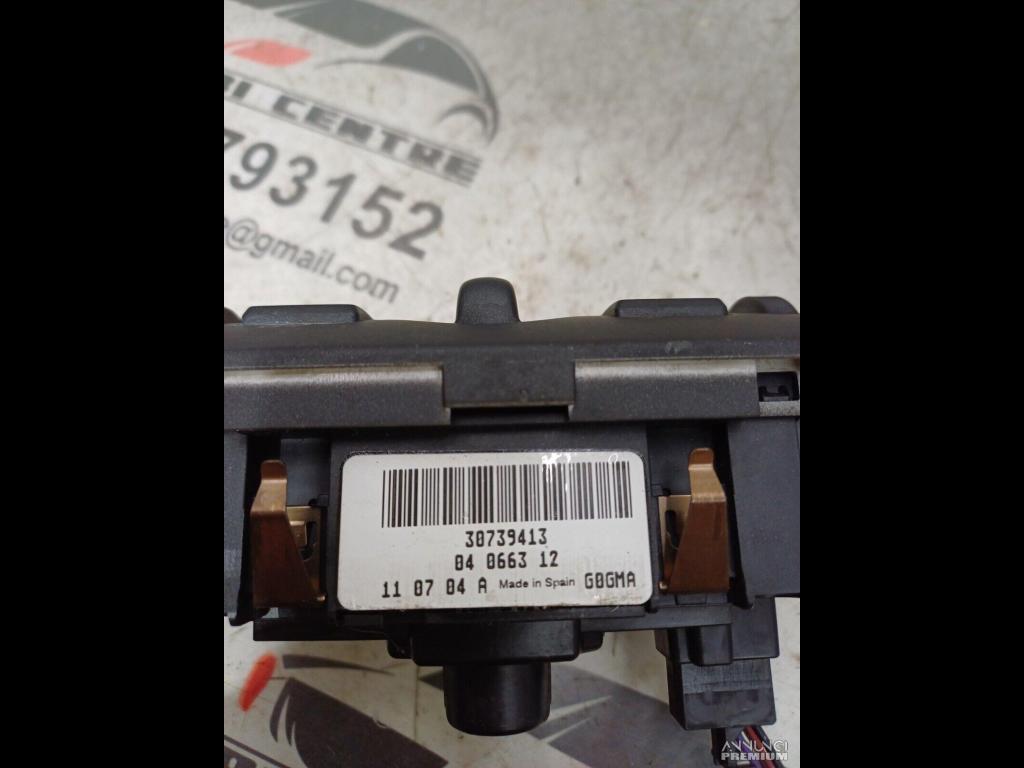 CENTRE
793152
@gmail.com
30739413
04 0663 12
11 07 04 A Made in Spain G0GMA
ANNUNCI
PREMIUM